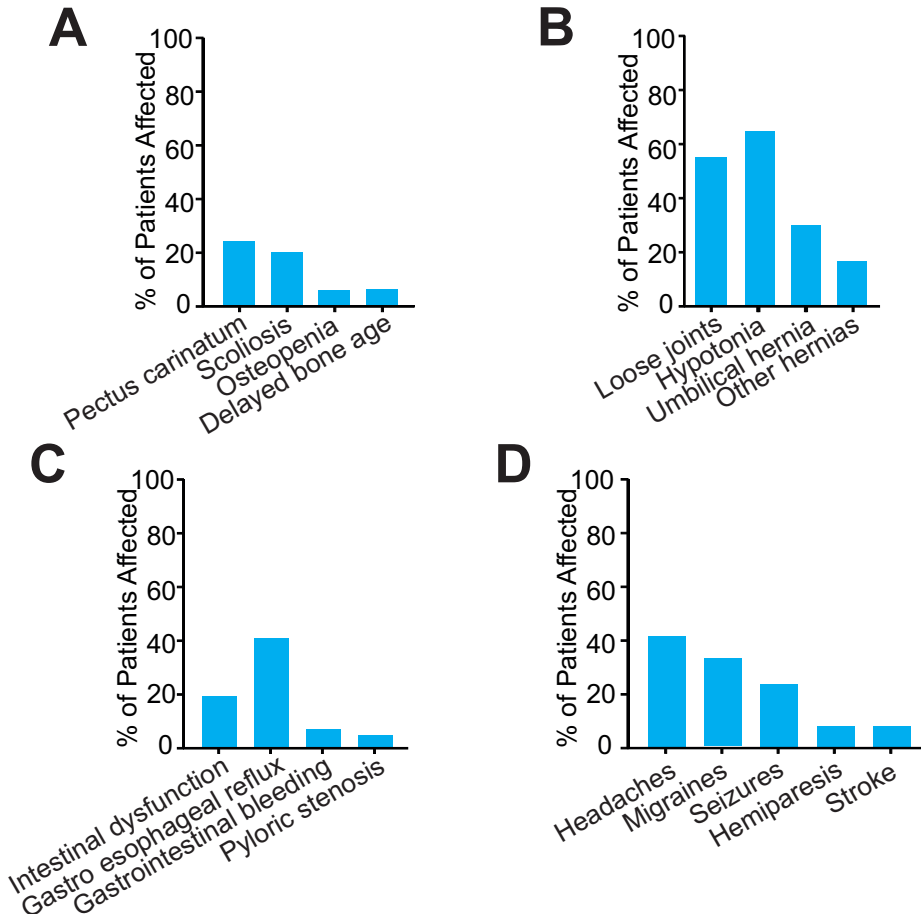 A
% of Patients Affected
100
80
60
40
20
0
Pectus carinatum
Scoliosis
Osteopenia
Delayed bone age
B
% of Patients Affected
100
80
60
40
20
0
Loose joints
Hypotonia
Umbilical hernia
Other hernias
C
% of Patients Affected
100
80
60
40
20
0
Intestinal dysfunction
Gastro esophageal reflux
Gastrointestinal bleeding
Pyloric stenosis
D
% of Patients Affected
100
80
60
40
20
0
Headaches
Migraines
Seizures
Hemiparesis
Stroke